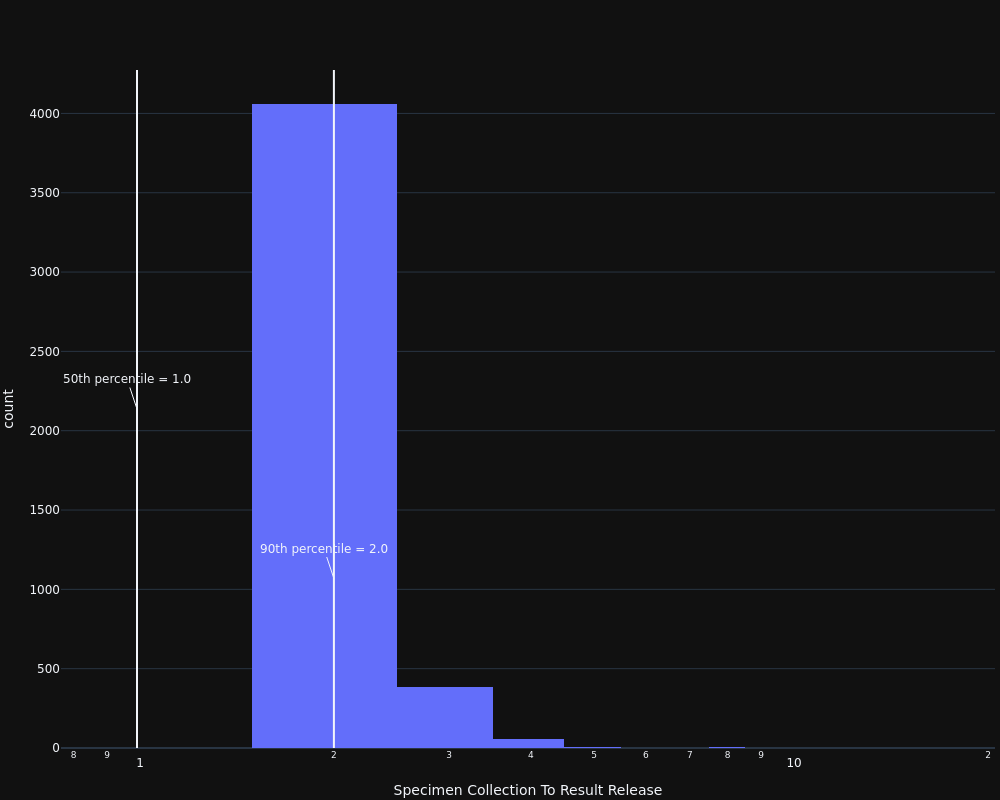 4000
3500
3000
2500
50th percentile = 1.0
count
2000
1500
90th percentile = 2.0
1000
500
0
8 9 2 3 4 5 6 7 8 9 2
1 10
Specimen Collection To Result Release